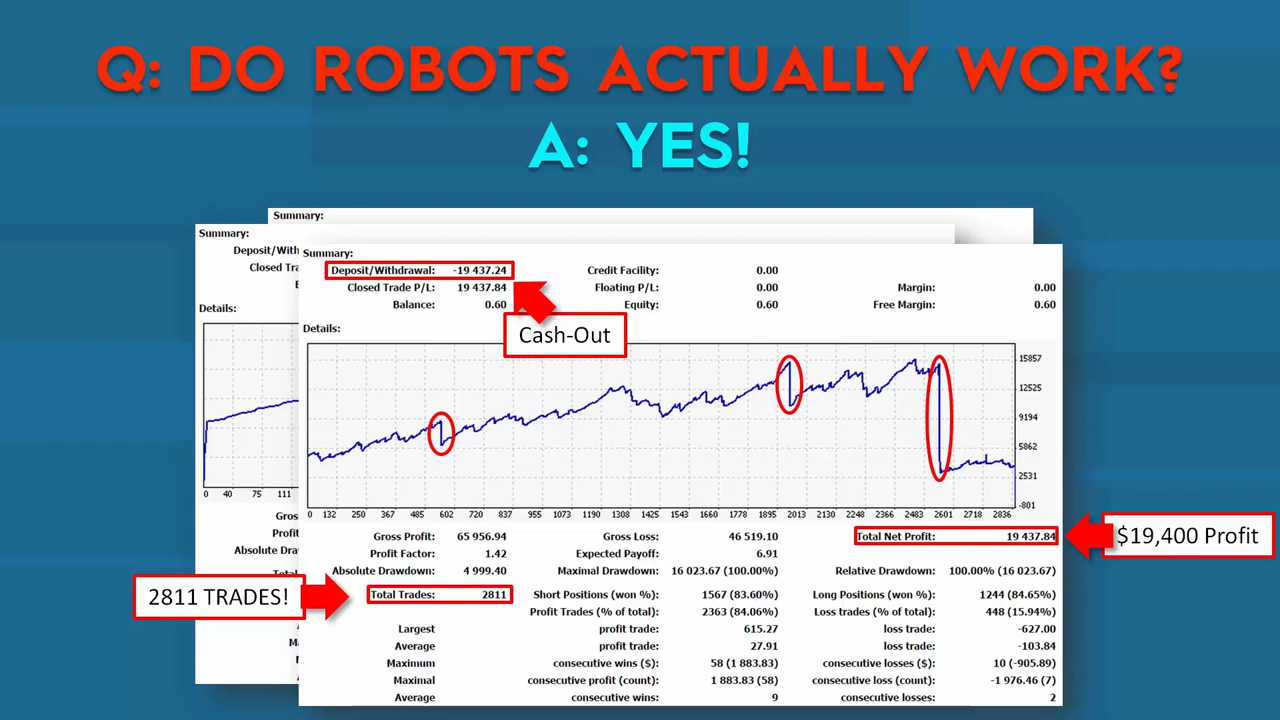 Q: DO ROBOTS ACTUALLY WORK?
A: YES!
Summary:
Summary:
Deposit/With
Closed Tra
Details:
0 40 75 111
Gros
Profit
Absolute Draw
Summary:
Deposit/Withdrawal: -19 437.24 Credit Facility: 0.00
Closed Trade P/L: 19 437.84 Floating P/L: 0.00 Margin: 0.00
Balance: 0.60 Equity: 0.60 Free Margin: 0.60
Cash-Out
Details:
15857
12525
9194
5862
2531
-801
0 132 250 367 485 602 720 837 955 1073 1190 1308 1425 1543 1660 1778 1895 2013 2130 2248 2366 2483 2601 2718 2836
Gross Profit: 65 956.94 Gross Loss: 46 519.10 Total Net Profit: 19 437.84
$19,400 Profit
Profit Factor: 1.42 Expected Payoff: 6.91
Absolute Drawdown: 4 999.40 Maximal Drawdown: 16 023.67 (100.00%) Relative Drawdown: 100.00% (16 023.67)
2811 TRADES!
Total Trades: 2811 Short Positions (won %): 1567 (83.60%) Long Positions (won %): 1244 (84.65%)
Profit Trades (% of total): 2363 (84.06%) Loss trades (% of total): 448 (15.94%)
Largest profit trade: 615.27 loss trade: -627.00
Average profit trade: 27.91 loss trade: -103.84
Maximum consecutive wins ($): 58 (1 883.83) consecutive losses ($): 10 (-905.89)
Maximal consecutive profit (count): 1 883.83 (58) consecutive loss (count): -1 976.46 (7)
Average consecutive wins: 9 consecutive losses: 2